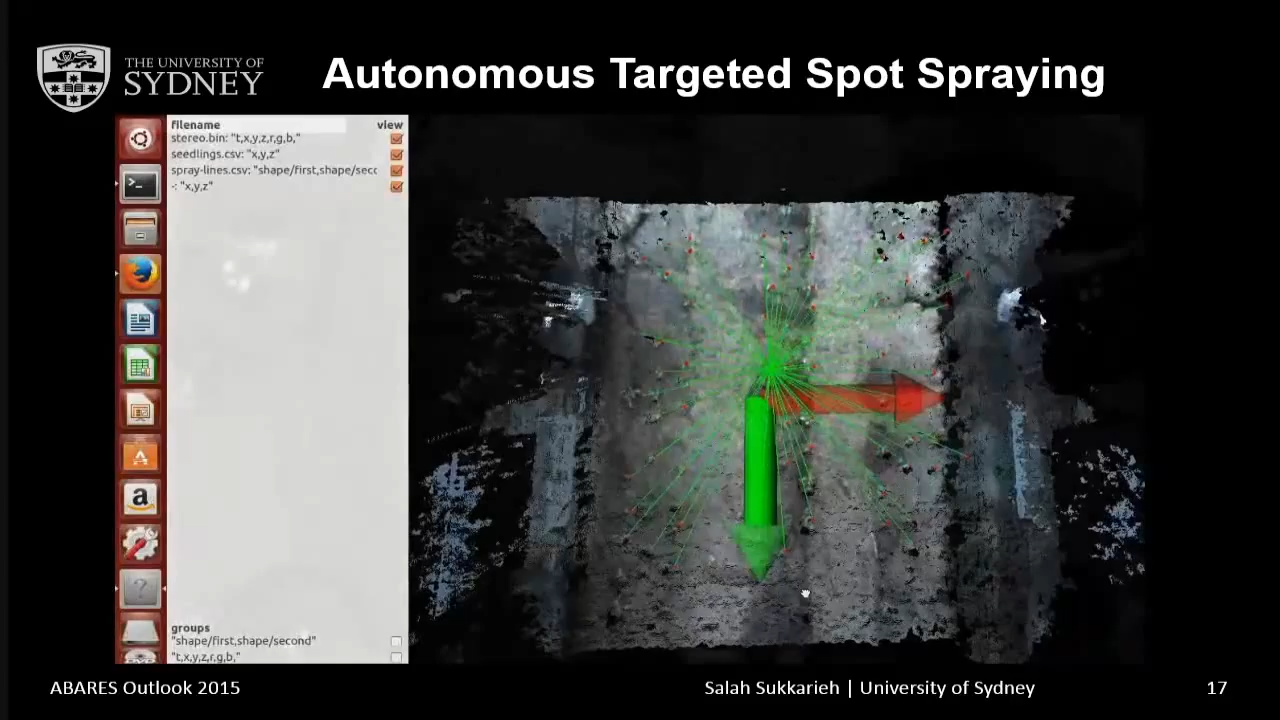 THE UNIVERSITY OF
SYDNEY
Autonomous Targeted Spot Spraying
filename view
stereo.bin: "t,x,y,z,r,g,b,"
seedlings.csv: "x,y,z"
spray-lines.csv: "shape/first,shape/secc
-: "x,y,z"
groups
"shape/first,shape/second"
"t,x,y,z,r,g,b,"
ABARES Outlook 2015
Salah Sukkarieh | University of Sydney
17